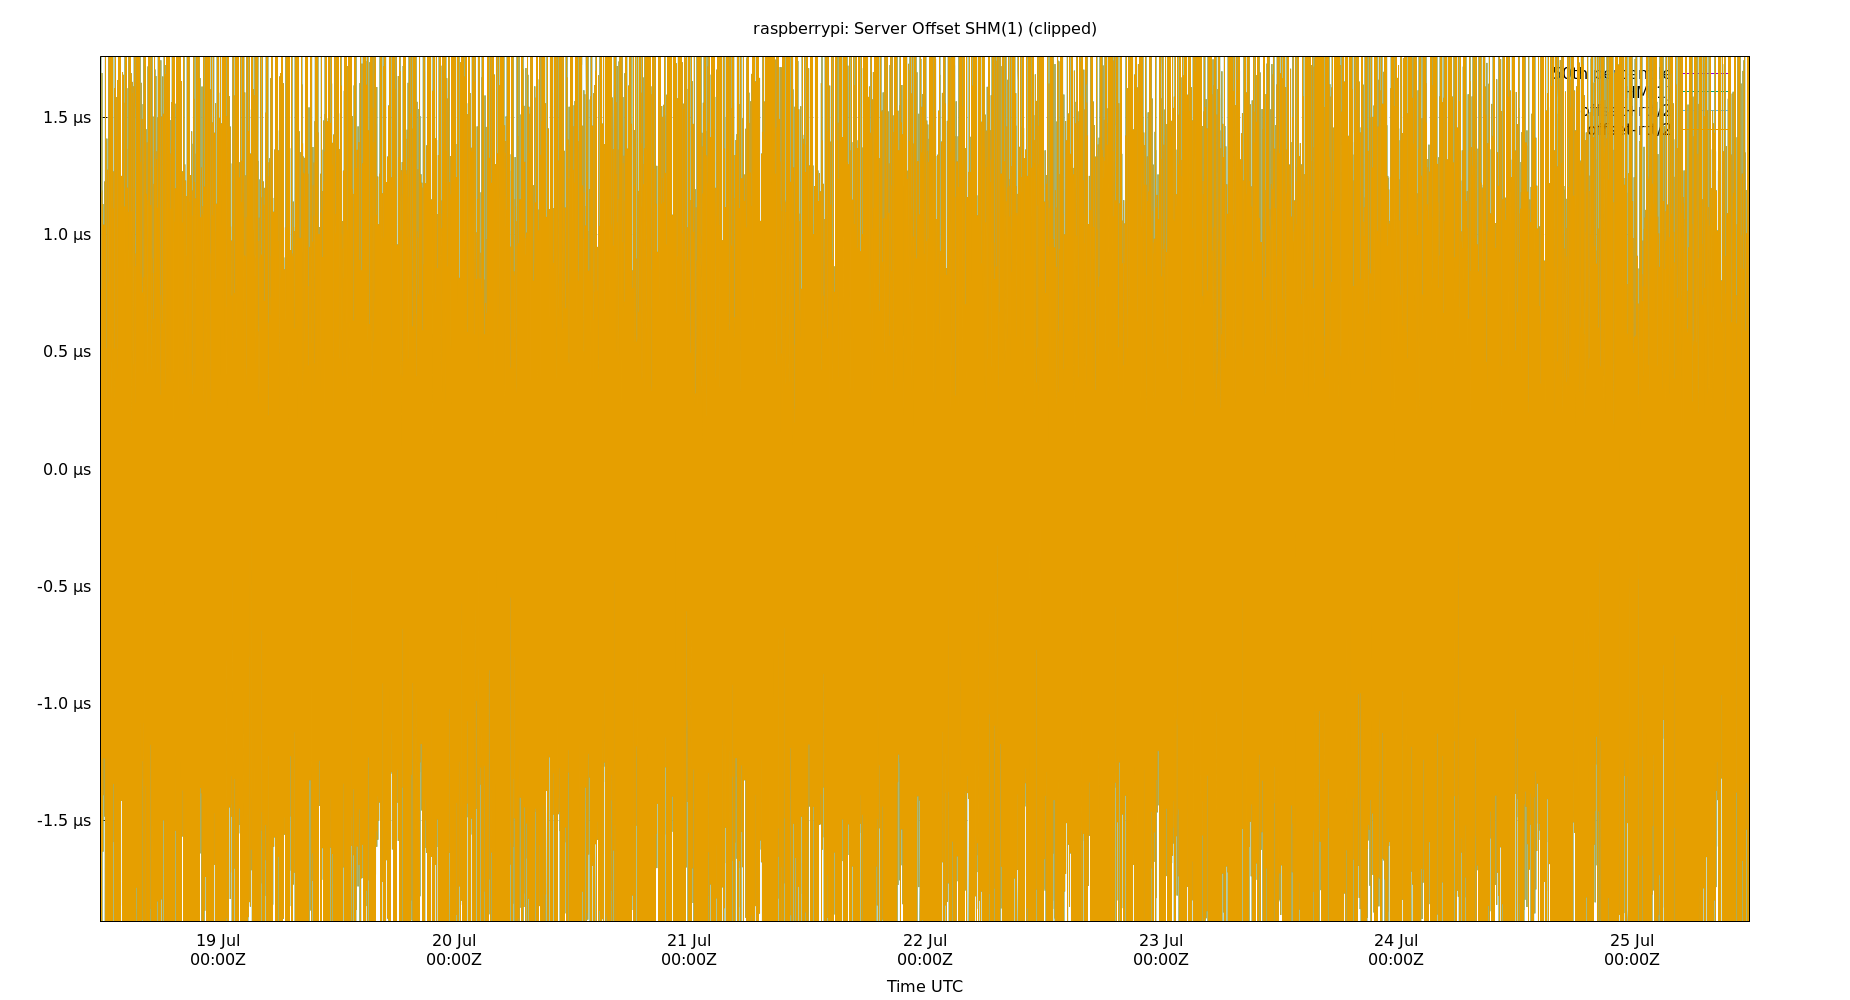 raspberrypi: Server Offset SHM(1) (clipped)
1.5 µs
1.0 µs
0.5 µs
0.0 µs
-0.5 µs
-1.0 µs
-1.5 µs
19 Jul 20 Jul 21 Jul 22 Jul 23 Jul 24 Jul 25 Jul
00:00Z 00:00Z 00:00Z 00:00Z 00:00Z 00:00Z 00:00Z
Time UTC